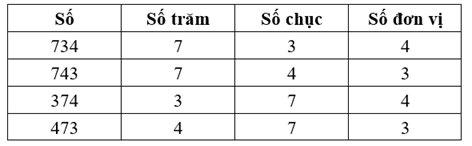 Số Số trăm Số chục Số đơn vị
734 7 3 4
743 7 4 3
374 3 7 4
473 4 7 3